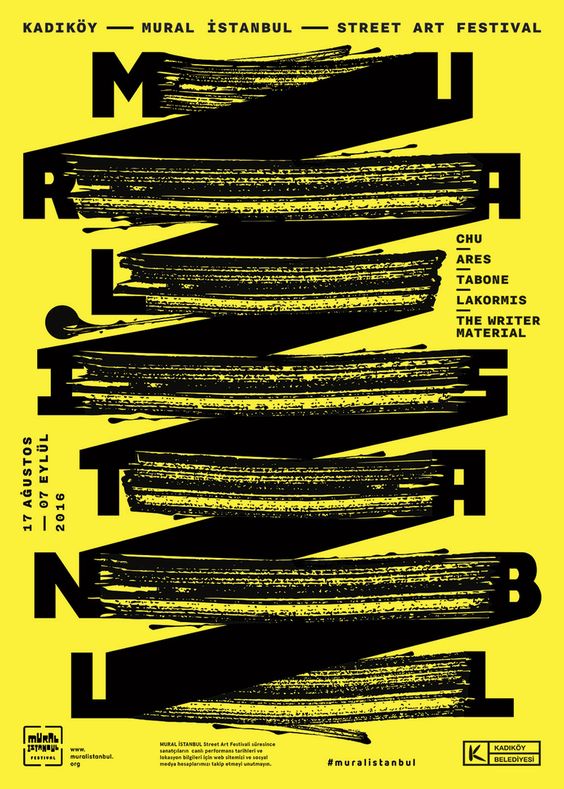 KADIKÖY — MURAL İSTANBUL — STREET ART FESTIVAL
M U
R A
L
CHU
—
ARES
—
TABONE
—
LAKORMIS
—
THE WRITER
MATERIAL
İ S
T A
17 AĞUSTOS
— 07 EYLÜL
2016
N B
U L
MURAL
İSTANBUL
FESTIVAL
www.
muralistanbul.
org
MURAL İSTANBUL Street Art Festivali süresince
sanatçıların canlı performası tarihleri ve
lokasyon bilgileri için web sitemizi ve sosyal
medya hesaplarımızı takip etmeyi unutmayın.
#muralistanbul
K KADIKÖY
BELEDİYESİ